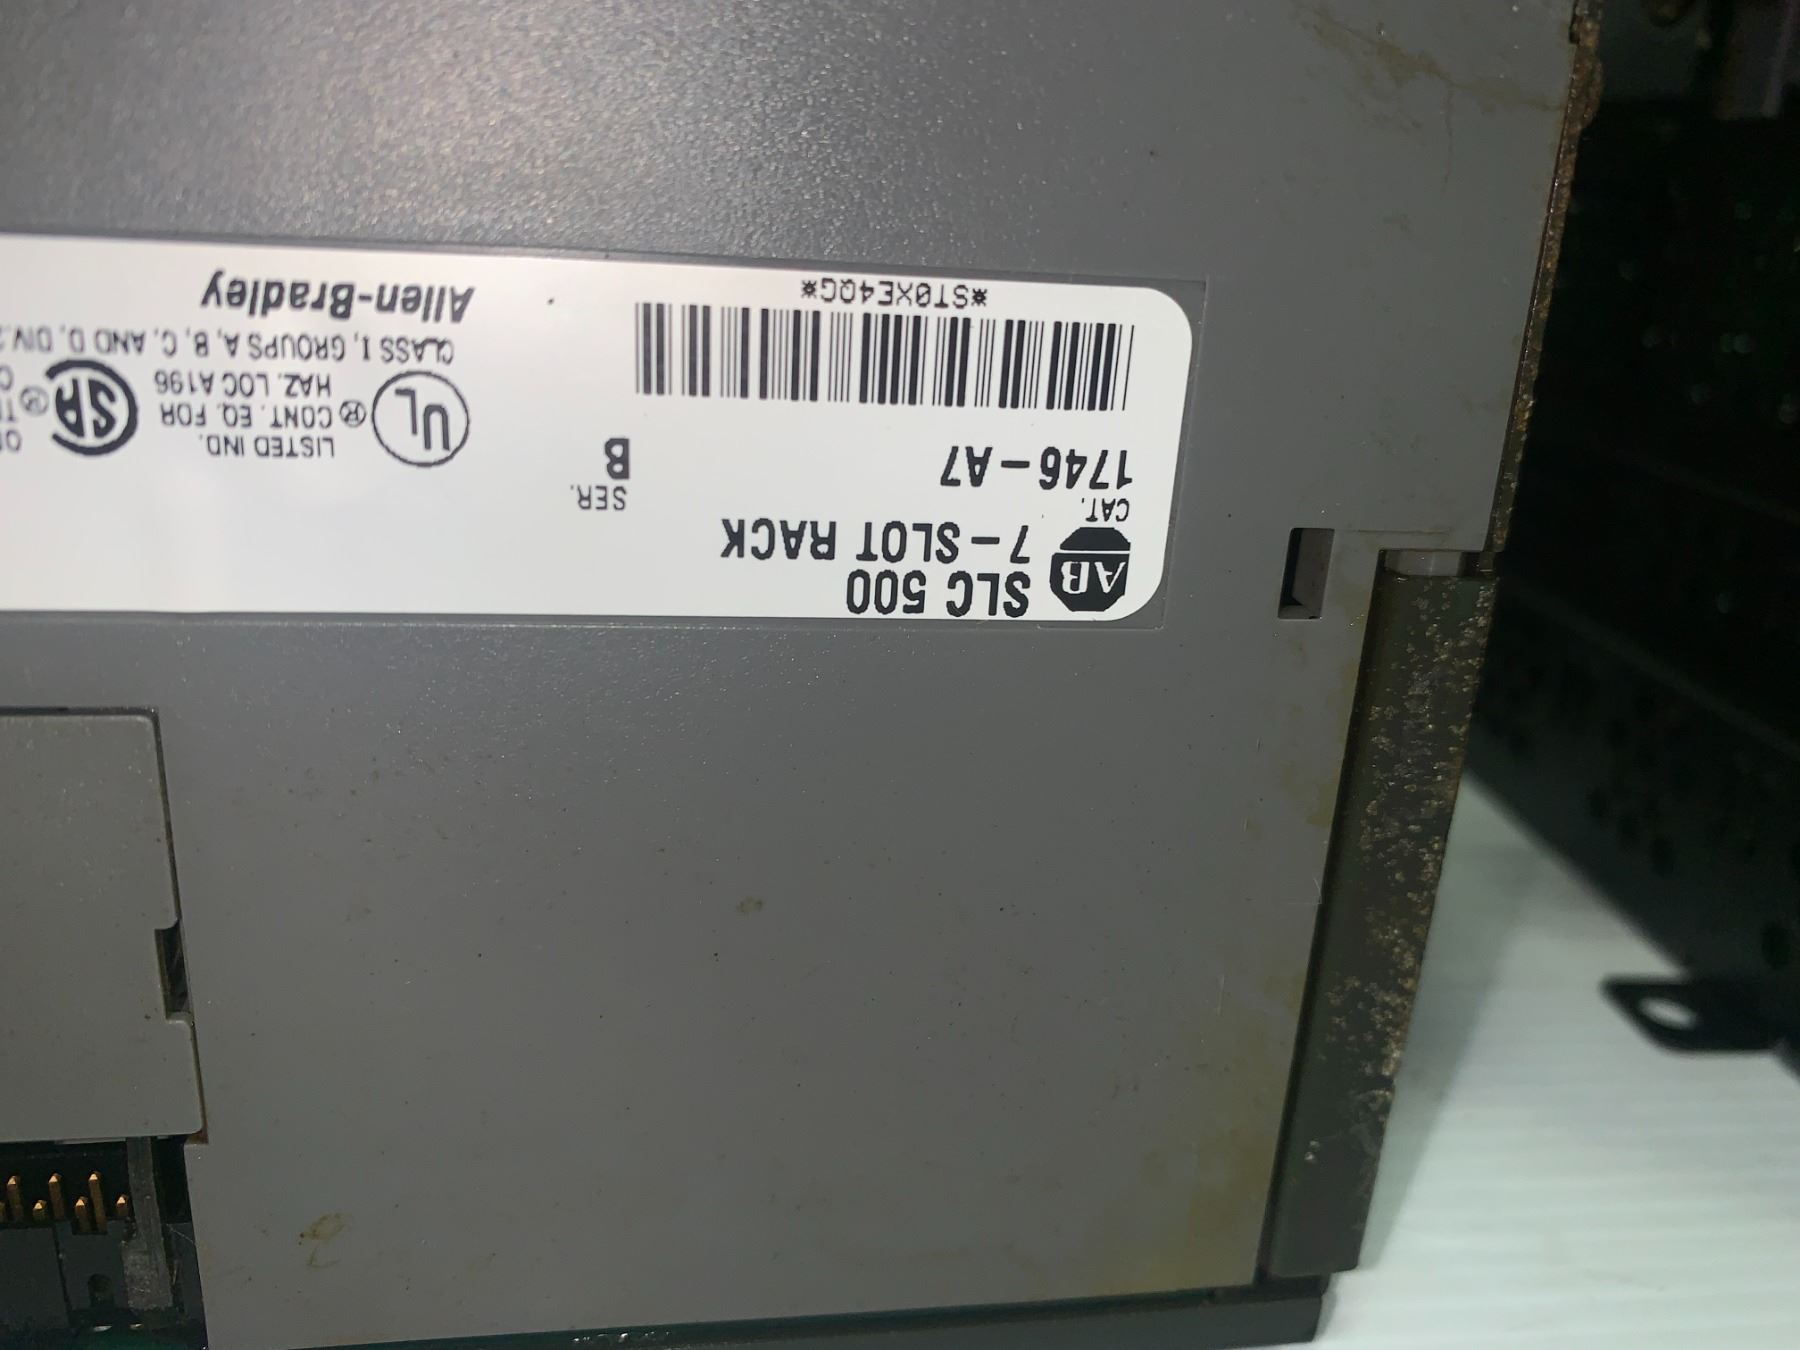 SLC 500
7-SLOT RACK
AB
CAT.
1746-A7
SER.
B
*ST0XE4QG*
LISTED IND.
CONT. EQ. FOR
HAZ. LOC A196
UL
®
SA
®
CLASS I, GROUPS A, B, C, AND D, DIV.
Allen-Bradley